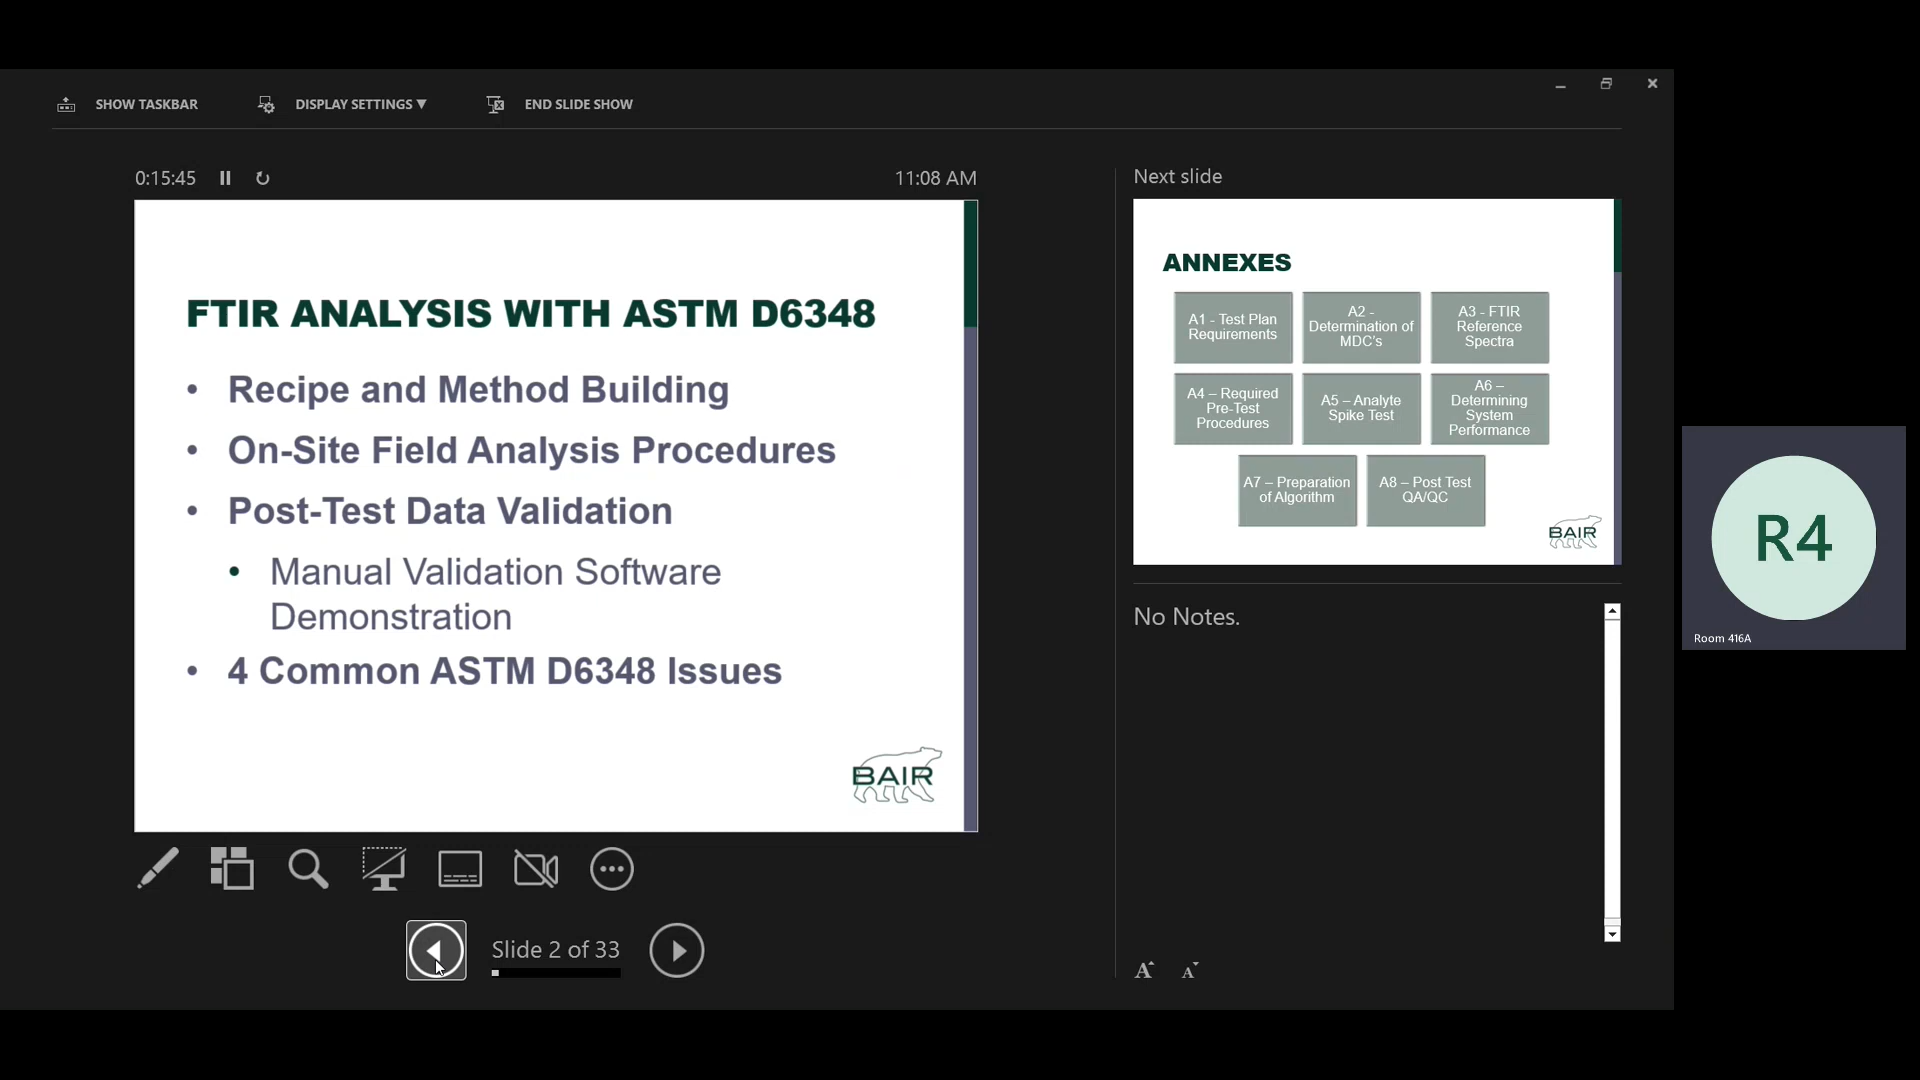 SHOW TASKBAR
DISPLAY SETTINGS ▼
END SLIDE SHOW
0:15:45
11:08 AM
FTIR ANALYSIS WITH ASTM D6348
• Recipe and Method Building
• On-Site Field Analysis Procedures
• Post-Test Data Validation
• Manual Validation Software
Demonstration
• 4 Common ASTM D6348 Issues
BAIR
Slide 2 of 33
Next slide
ANNEXES
A1 - Test Plan
Requirements
A2 -
Determination of
MDC's
A3 - FTIR
Reference
Spectra
A4 – Required
Pre-Test
Procedures
A5 – Analyte
Spike Test
A6 –
Determining
System
Performance
A7 – Preparation
of Algorithm
A8 – Post Test
QA/QC
BAIR
No Notes.
A A
R4
Room 416A